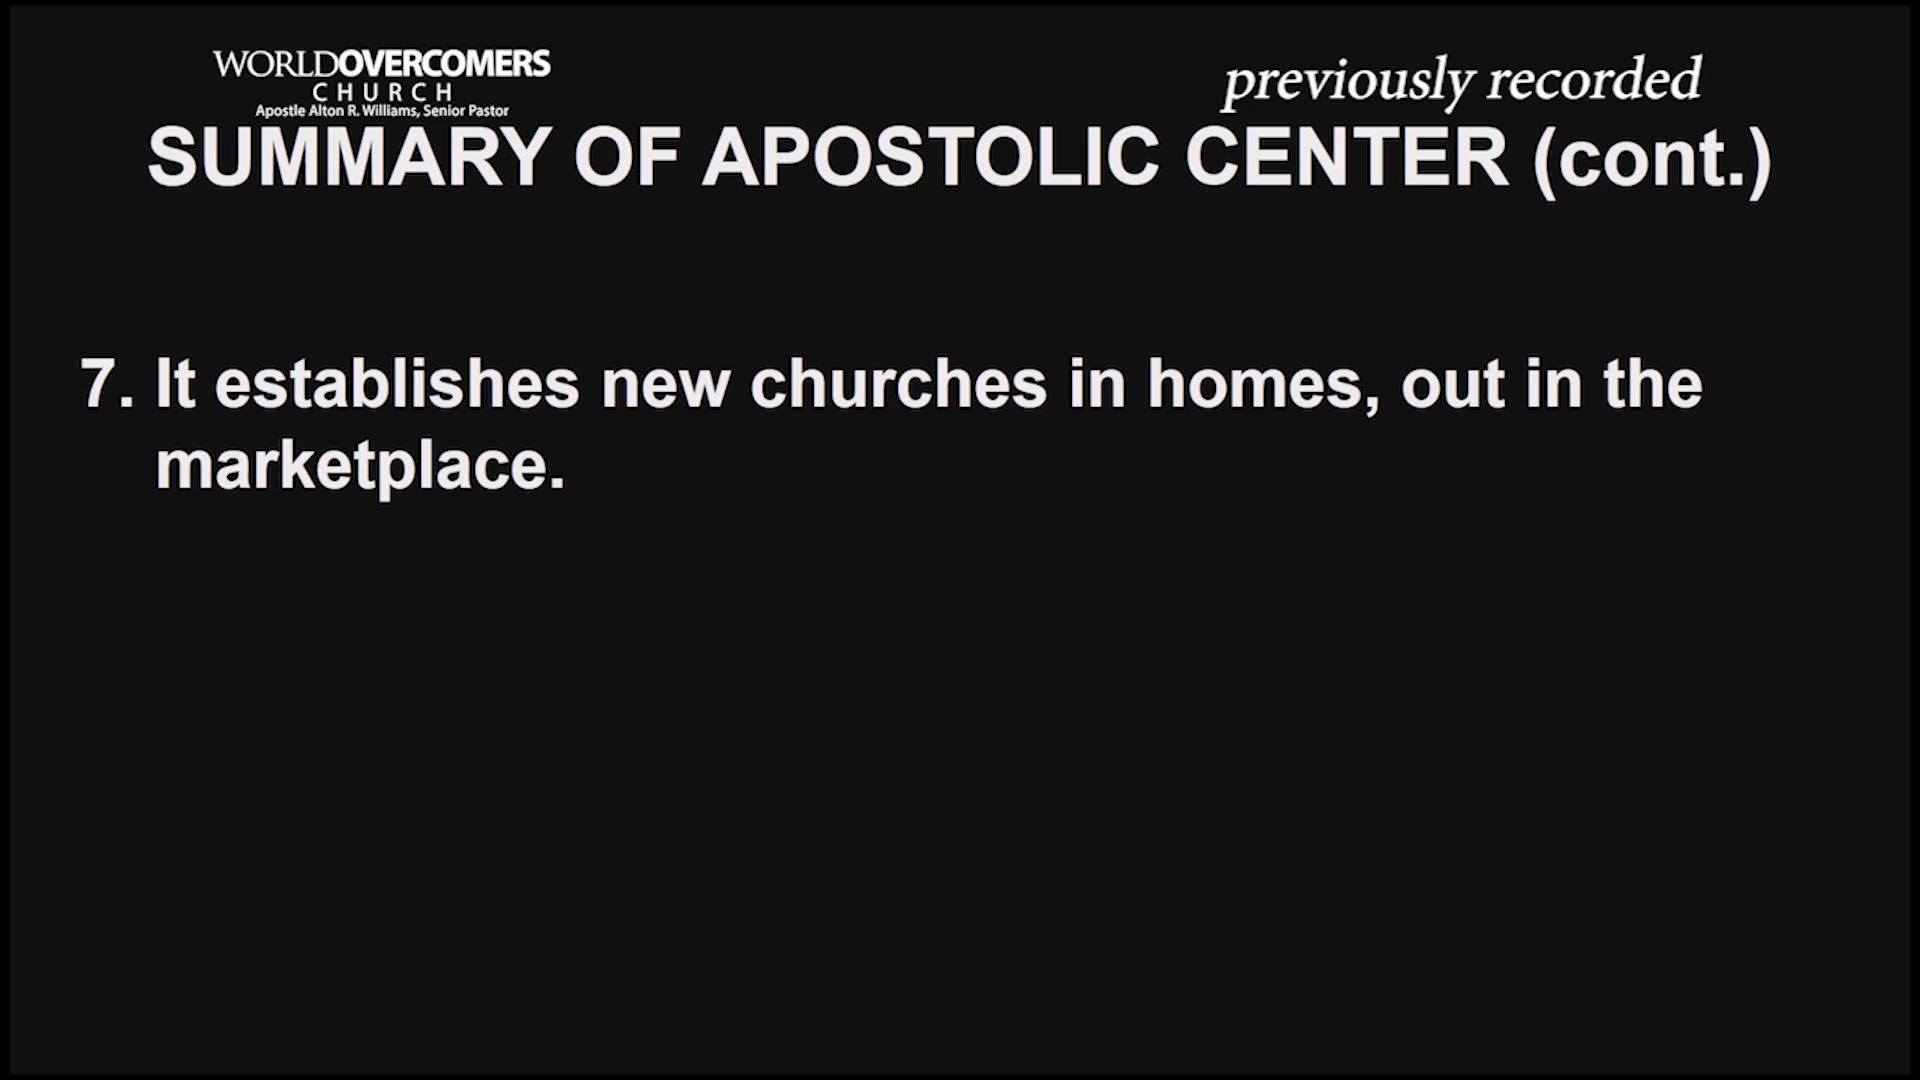 WORLDOVERCOMERS
CHURCH
Apostle Alton R. Williams, Senior Pastor
previously recorded
SUMMARY OF APOSTOLIC CENTER (cont.)
7. It establishes new churches in homes, out in the
marketplace.